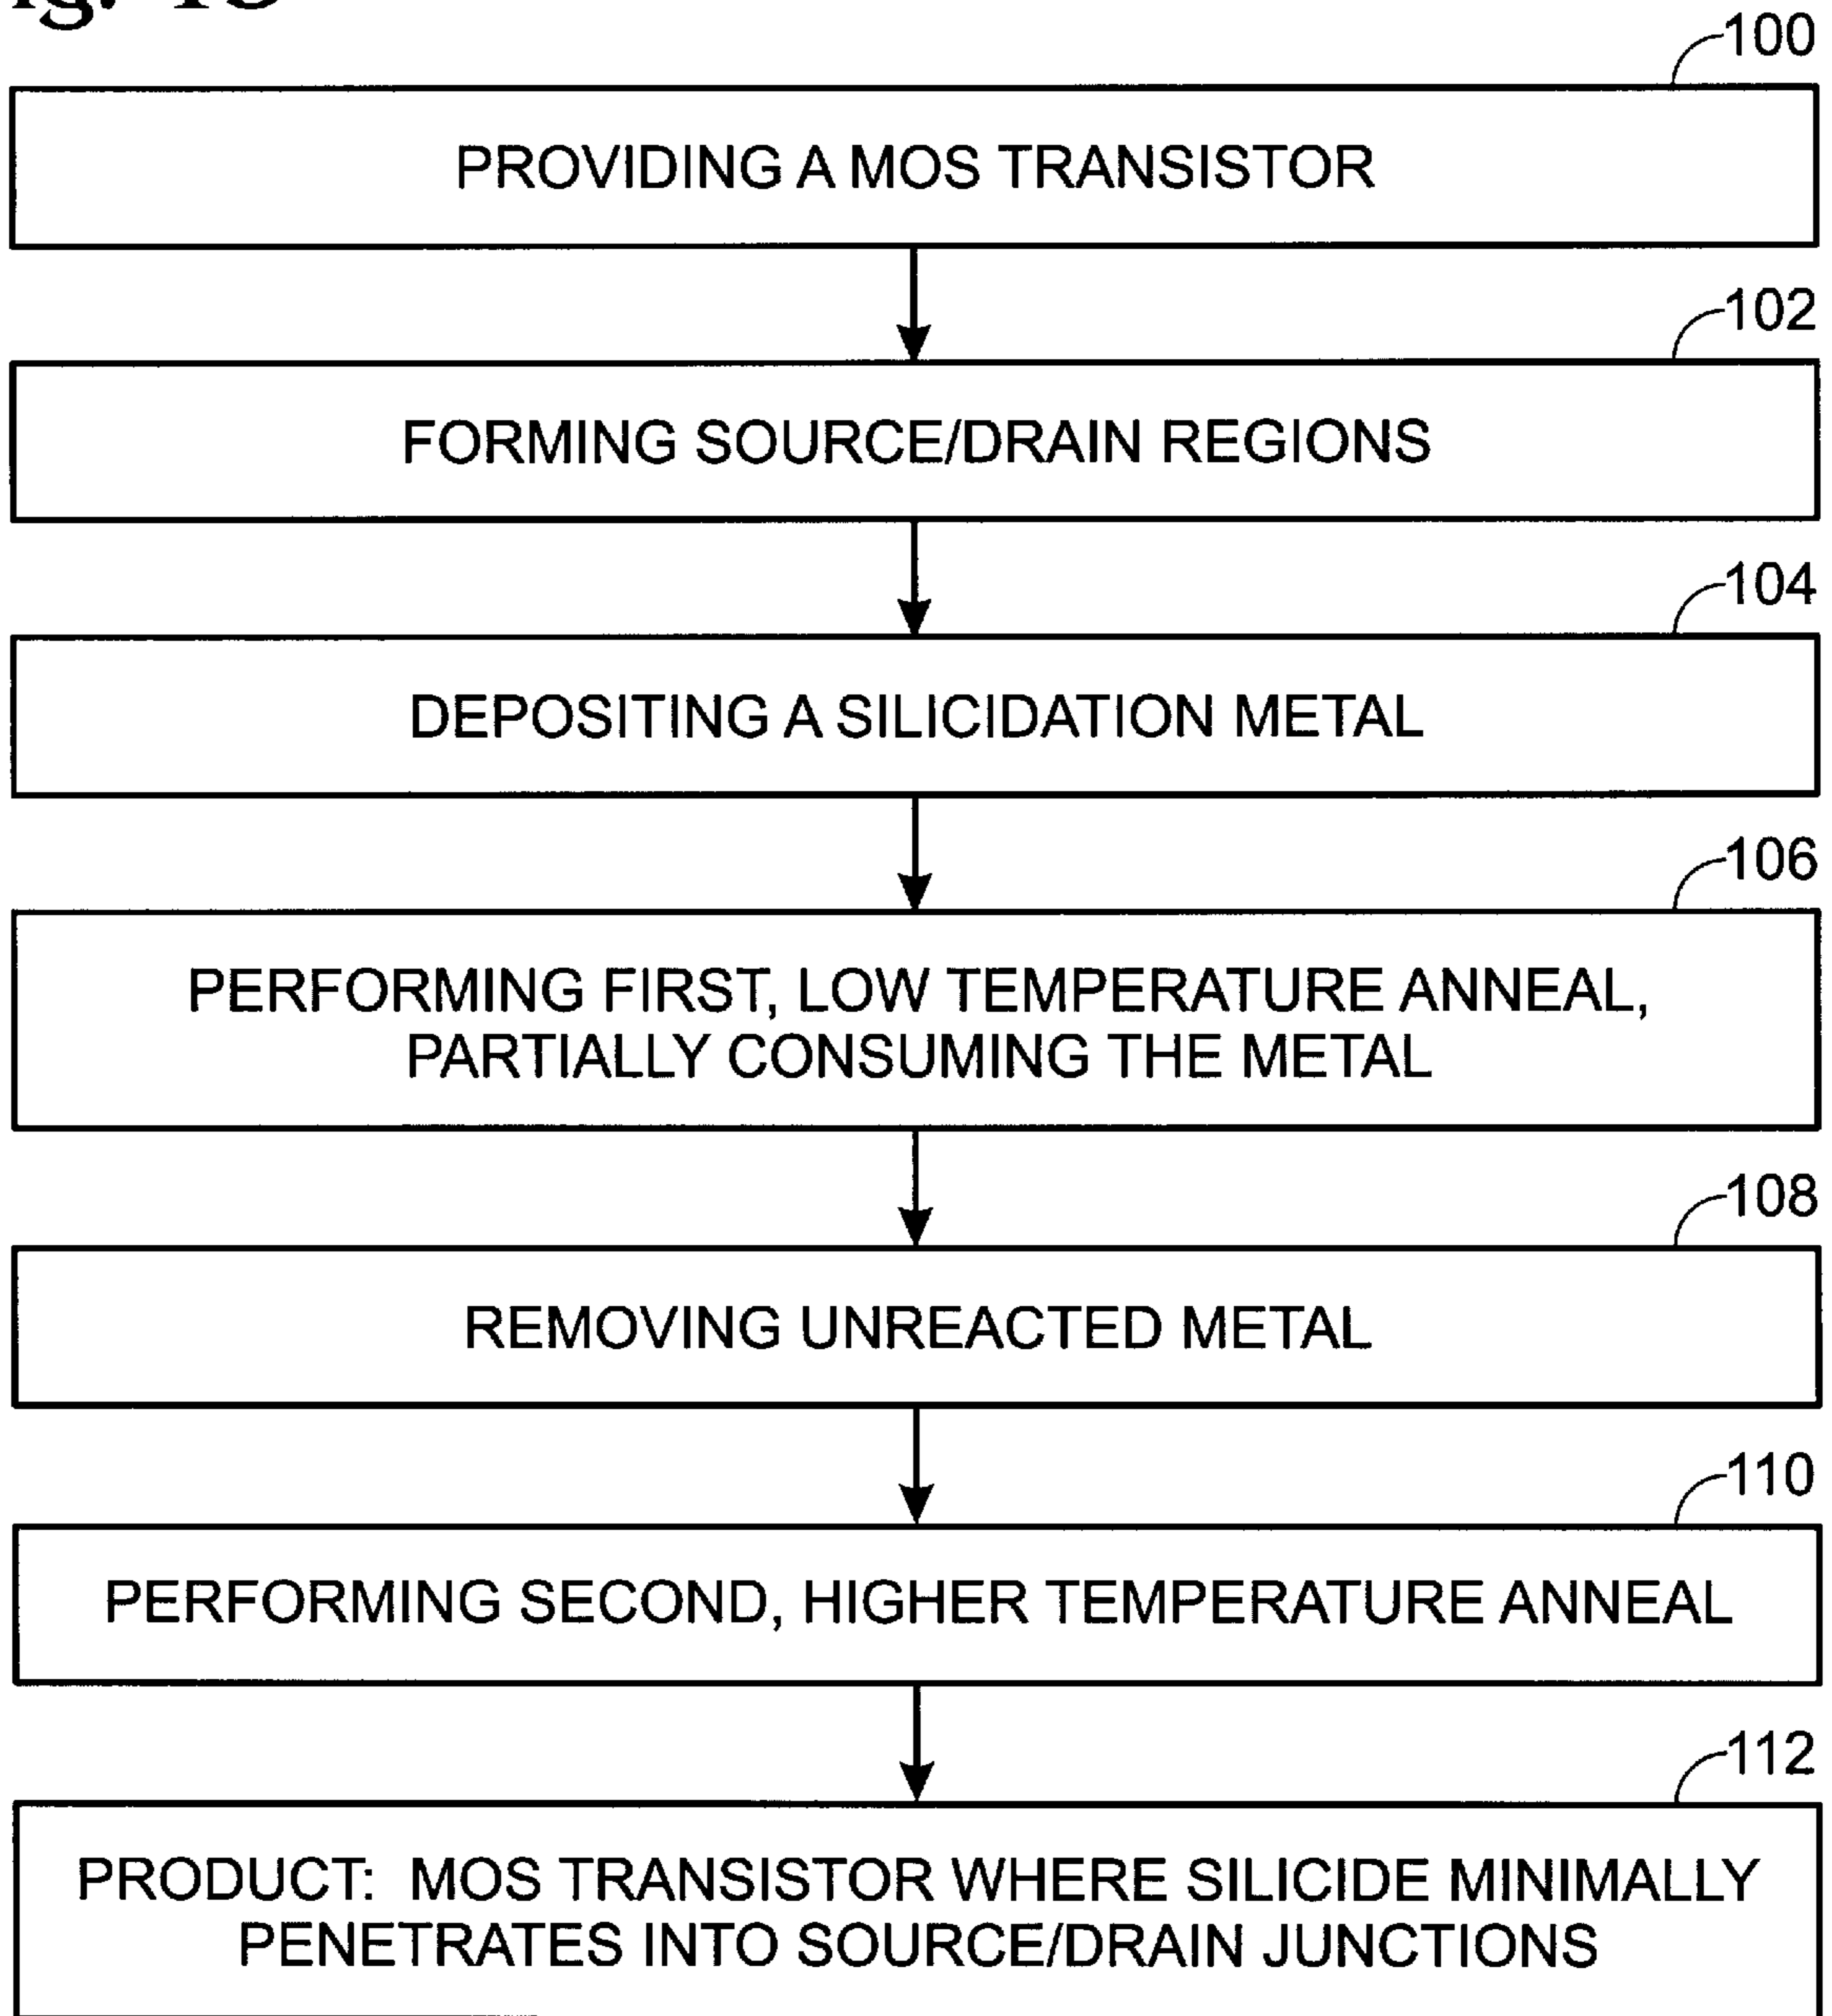 100
PROVIDING A MOS TRANSISTOR
102
FORMING SOURCE/DRAIN REGIONS
104
DEPOSITING A SILICIDATION METAL
106
PERFORMING FIRST, LOW TEMPERATURE ANNEAL,
PARTIALLY CONSUMING THE METAL
108
REMOVING UNREACTED METAL
110
PERFORMING SECOND, HIGHER TEMPERATURE ANNEAL
112
PRODUCT: MOS TRANSISTOR WHERE SILICIDE MINIMALLY
PENETRATES INTO SOURCE/DRAIN JUNCTIONS